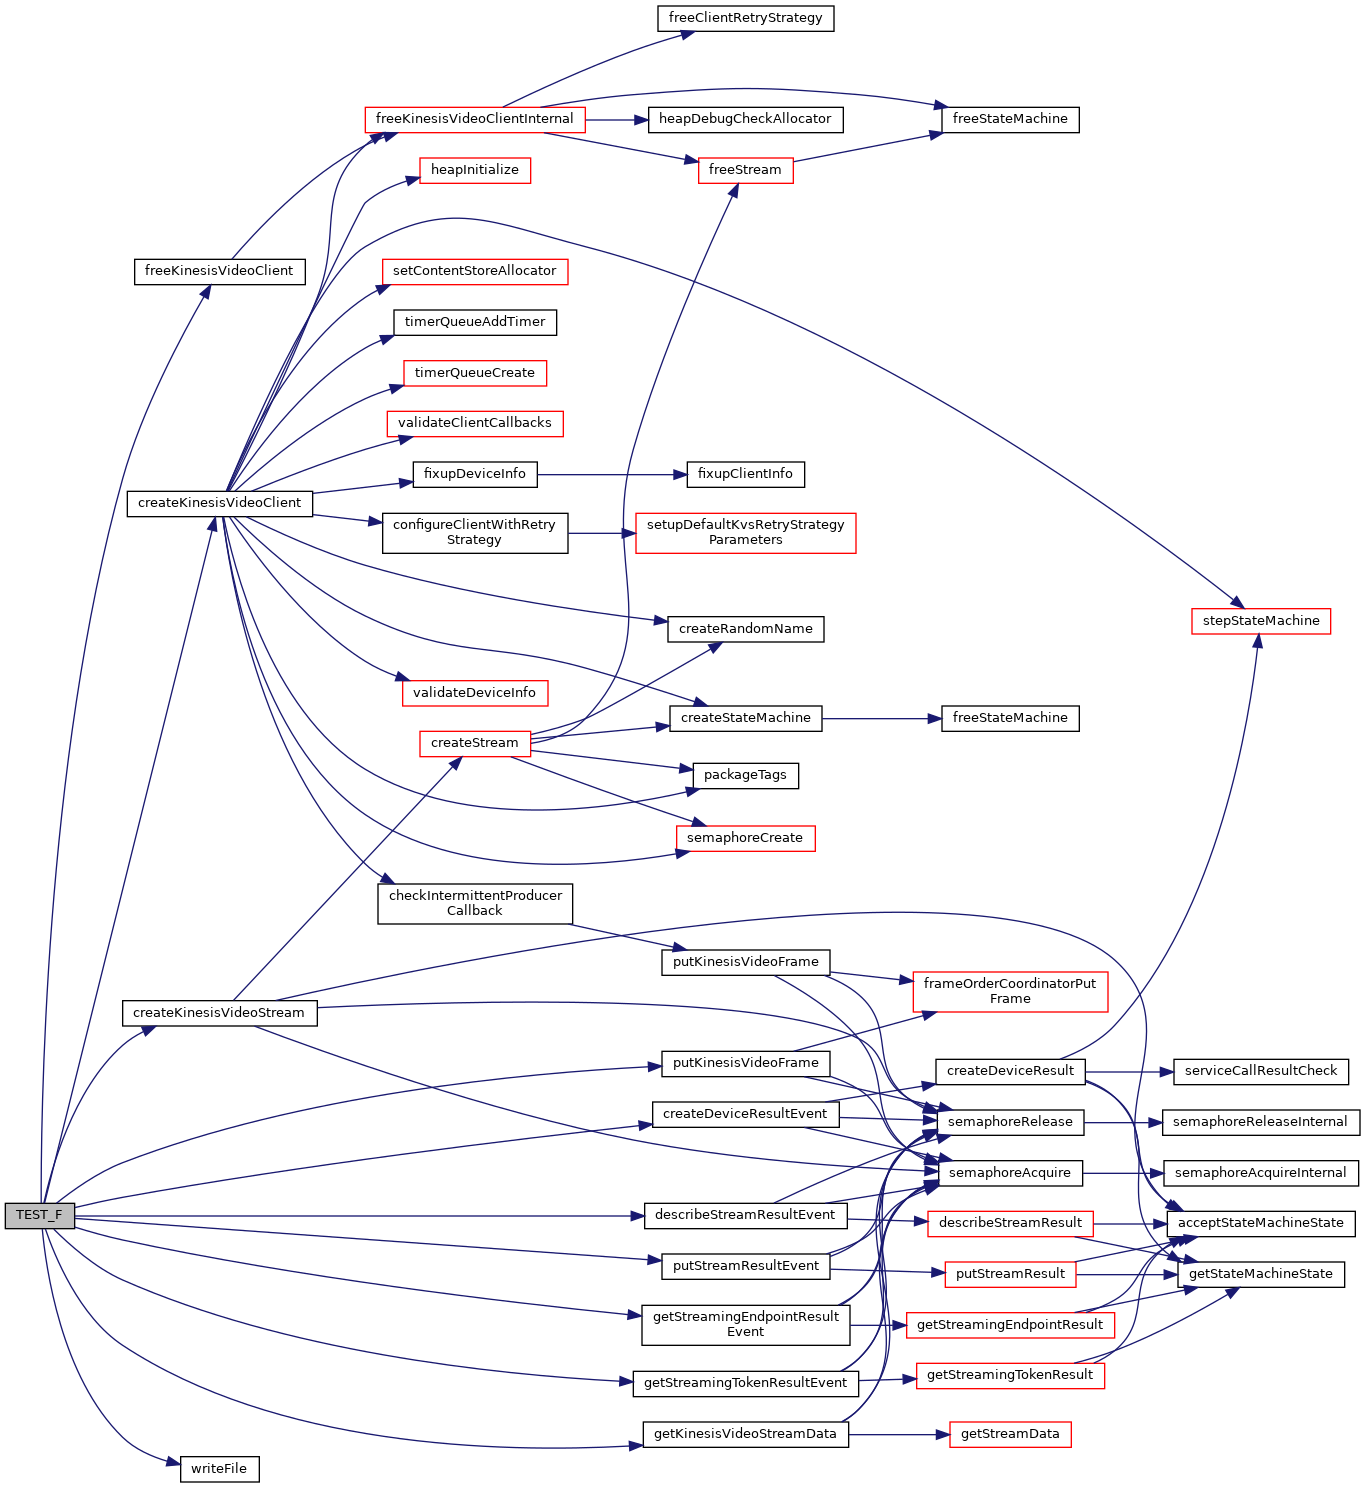 freeClientRetryStrategy
freeKinesisVideoClientInternal
heapDebugCheckAllocator
freeStateMachine
heapInitialize
freeStream
freeKinesisVideoClient
setContentStoreAllocator
timerQueueAddTimer
timerQueueCreate
validateClientCallbacks
fixupDeviceInfo
fixupClientInfo
createKinesisVideoClient
configureClientWithRetry
Strategy
setupDefaultKvsRetryStrategy
Parameters
createRandomName
stepStateMachine
validateDeviceInfo
createStateMachine
freeStateMachine
createStream
packageTags
semaphoreCreate
checkIntermittentProducer
Callback
putKinesisVideoFrame
frameOrderCoordinatorPut
Frame
createKinesisVideoStream
putKinesisVideoFrame
createDeviceResult
serviceCallResultCheck
createDeviceResultEvent
semaphoreRelease
semaphoreReleaseInternal
semaphoreAcquire
semaphoreAcquireInternal
TEST_F
describeStreamResultEvent
describeStreamResult
acceptStateMachineState
putStreamResultEvent
putStreamResult
getStateMachineState
getStreamingEndpointResult
Event
getStreamingEndpointResult
getStreamingTokenResultEvent
getStreamingTokenResult
getKinesisVideoStreamData
getStreamData
writeFile